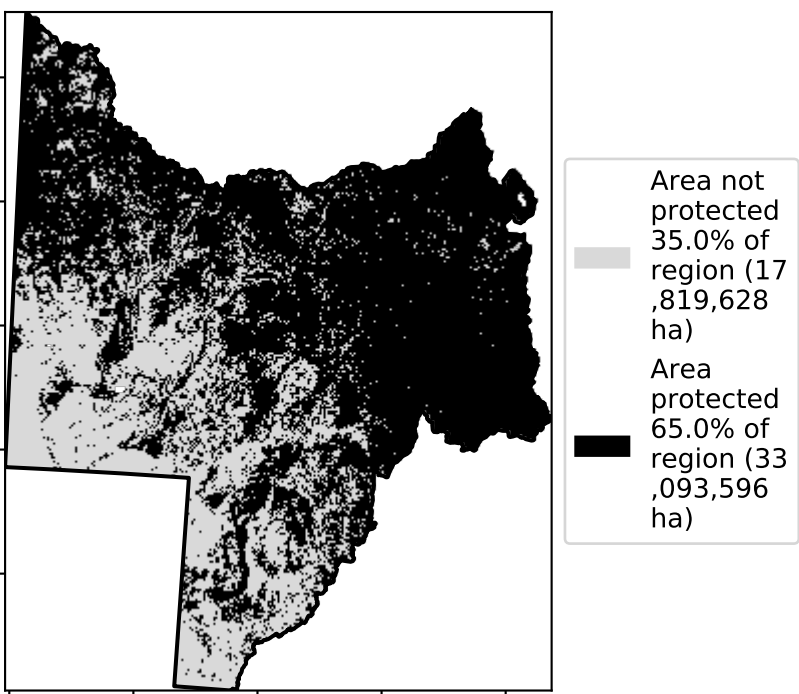 Area not
protected
35.0% of
region (17
,819,628
ha)
Area
protected
65.0% of
region (33
,093,596
ha)